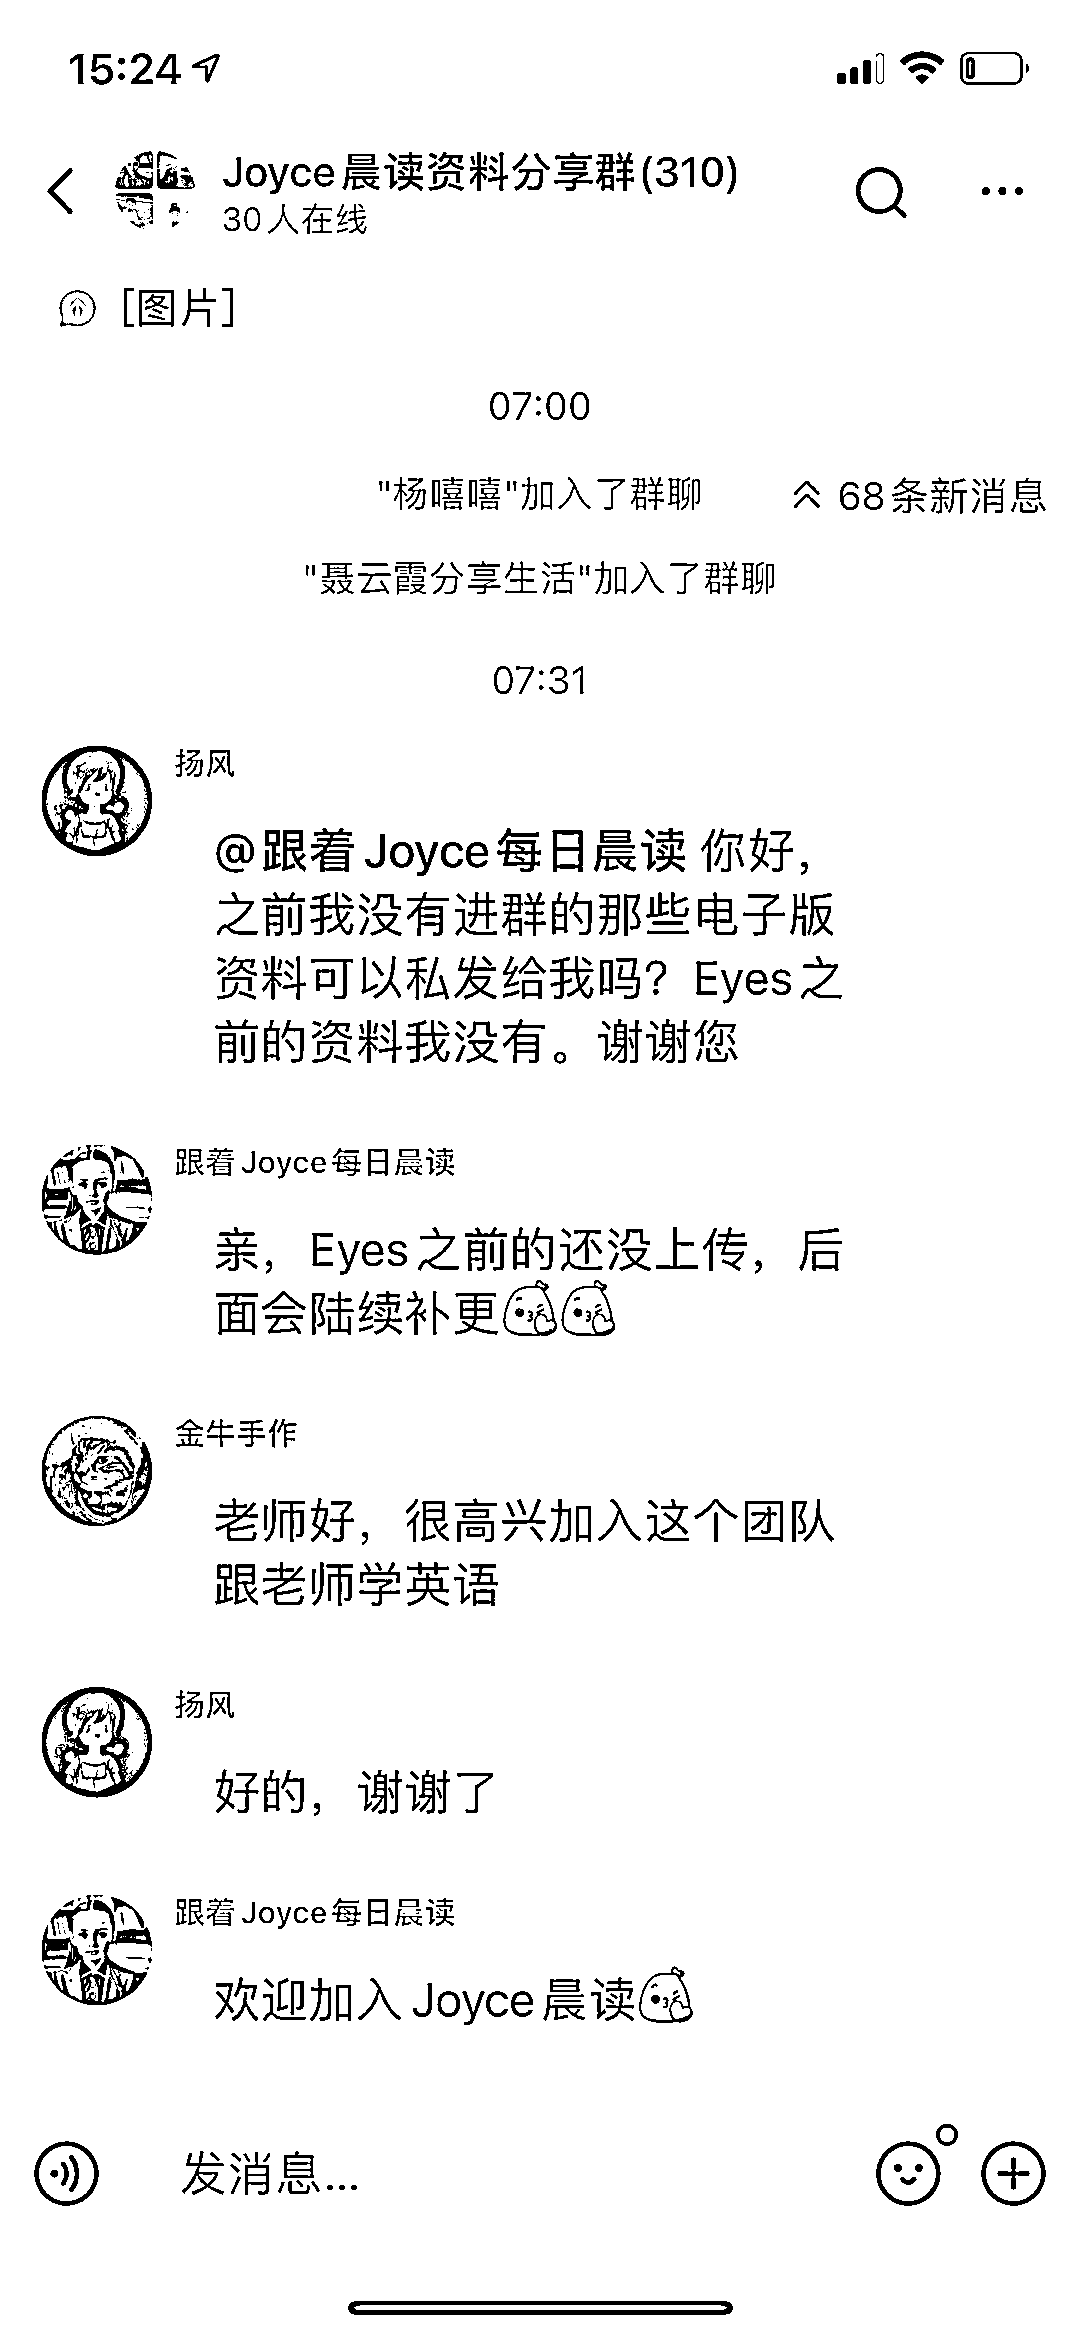 15:24
Joyce晨读资料分享群(310)
30人在线
[图片]
07:00
"杨嘻嘻"加入了群聊
68条新消息
"聂云霞分享生活"加入了群聊
07:31
扬风
@跟着Joyce每日晨读 你好，
之前我没有进群的那些电子版
资料可以私发给我吗？Eyes之
前的资料我没有。谢谢您
跟着Joyce每日晨读
亲，Eyes之前的还没上传，后
面会陆续补更
金牛手作
老师好，很高兴加入这个团队
跟老师学英语
扬风
好的，谢谢了
跟着Joyce每日晨读
欢迎加入Joyce晨读
发消息...